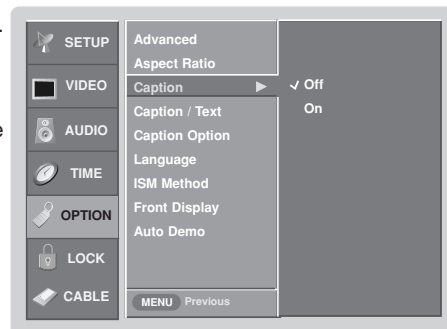 SETUP
VIDEO
AUDIO
TIME
OPTION
LOCK
CABLE
Advanced
Aspect Ratio
Caption
Caption / Text
Caption Option
Language
ISM Method
Front Display
Auto Demo
MENU Previous
Off
On